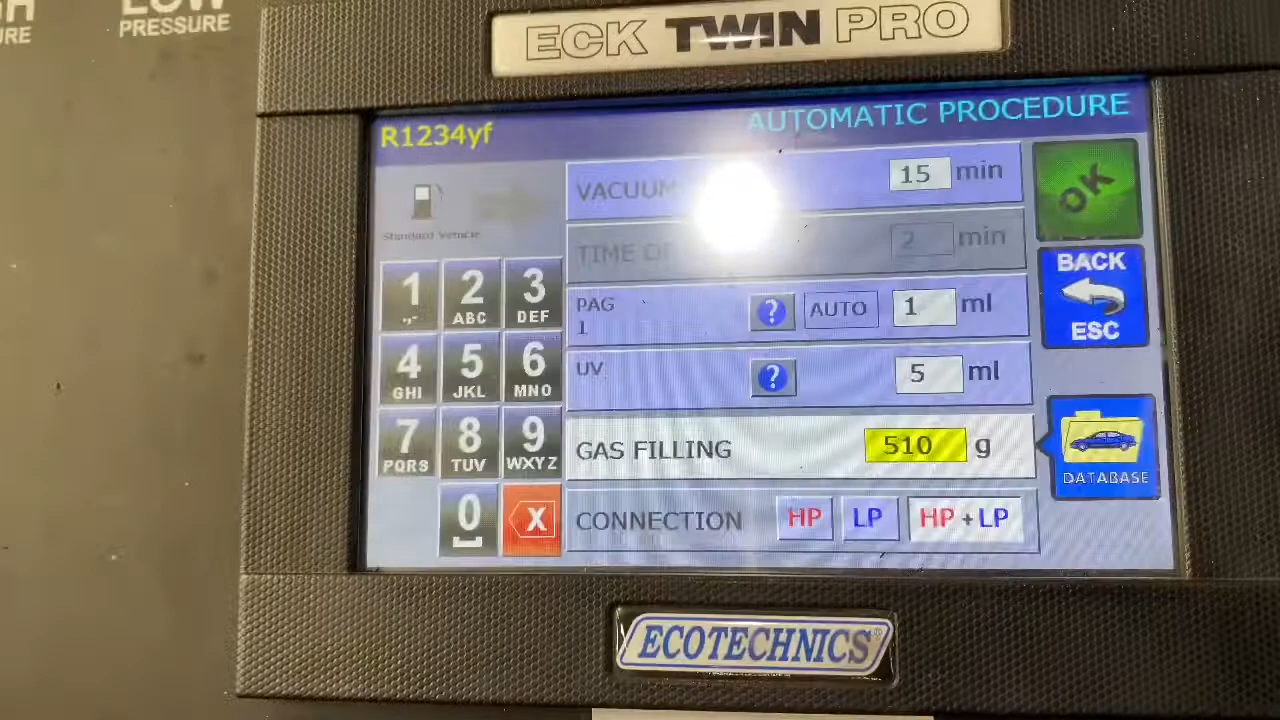 PRESSURE
ECK TWIN PRO
R1234yf
AUTOMATIC PROCEDURE
Standard Vehicle
VACUUM
15 min
TIME OF
2 min
OK
BACK
ESC
1
.,-
2
ABC
3
DEF
PAG
1
? AUTO 1 ml
4
GHI
5
JKL
6
MNO
UV
? 5 ml
7
PQRS
8
TUV
9
WXYZ
GAS FILLING 510 g
DATABASE
0
X
CONNECTION HP LP HP + LP
ECOTECHNICS®